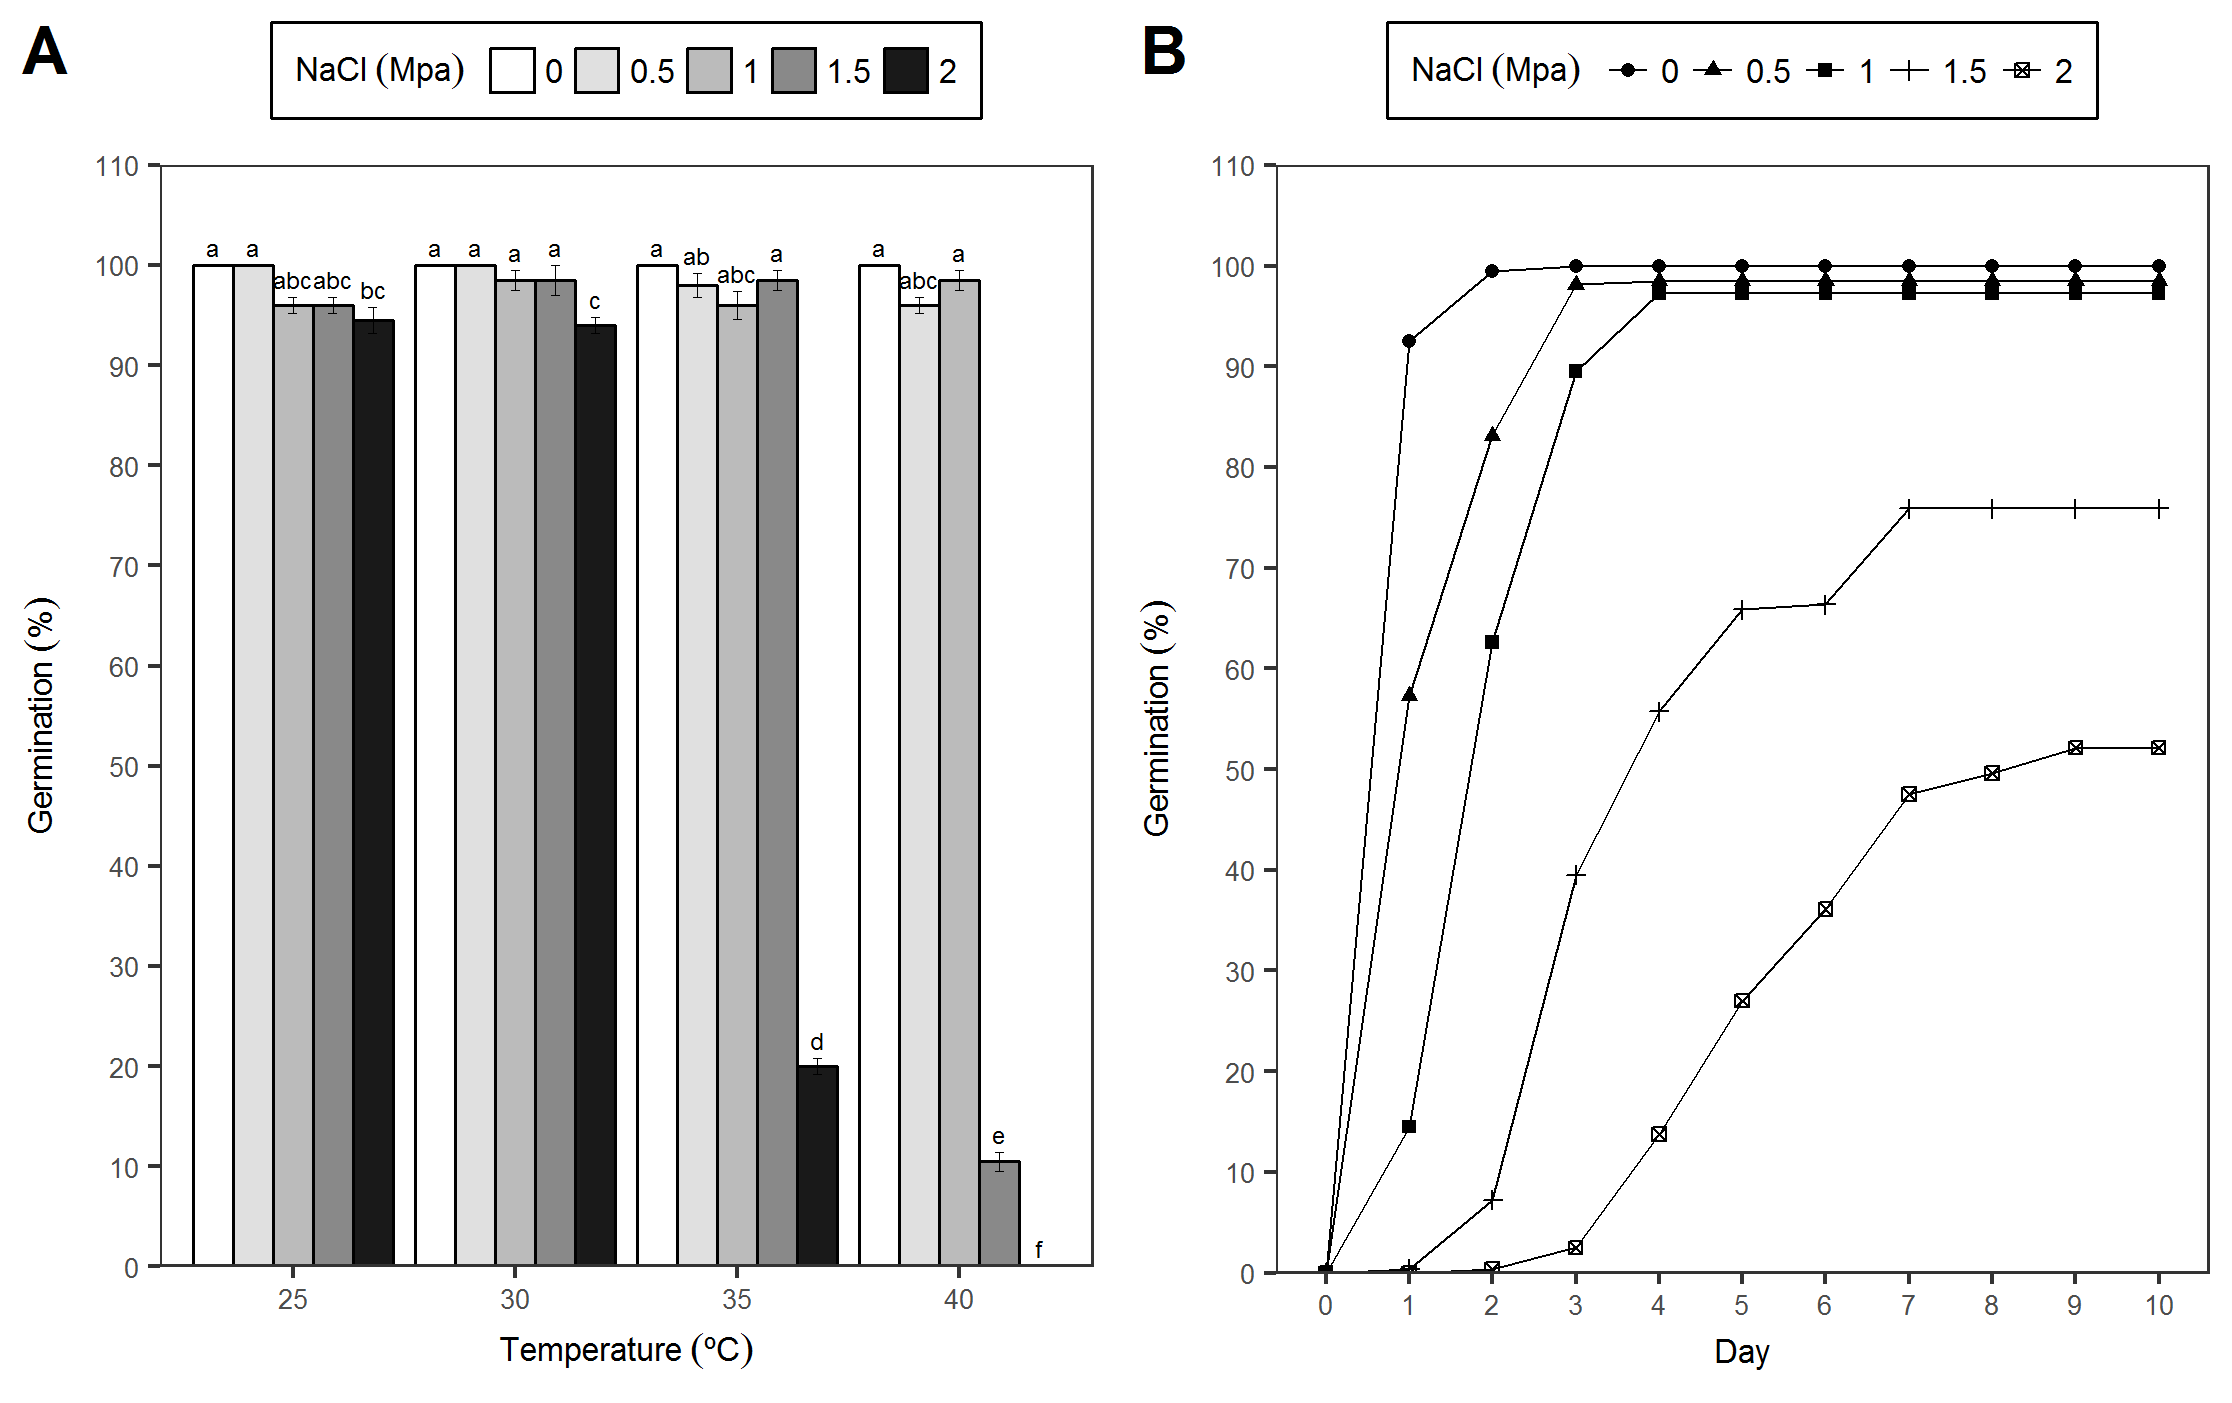 A
NaCl (Mpa) 0 0.5 1 1.5 2
110
100
90
80
70
60
50
40
30
20
10
0
Germination (%)
a a abc abc bc
a a a a c
a ab abc a d
a abc a e f
25 30 35 40
Temperature (ºC)
B
NaCl (Mpa) 0 0.5 1 1.5 2
110
100
90
80
70
60
50
40
30
20
10
0
Germination (%)
0 1 2 3 4 5 6 7 8 9 10
Day